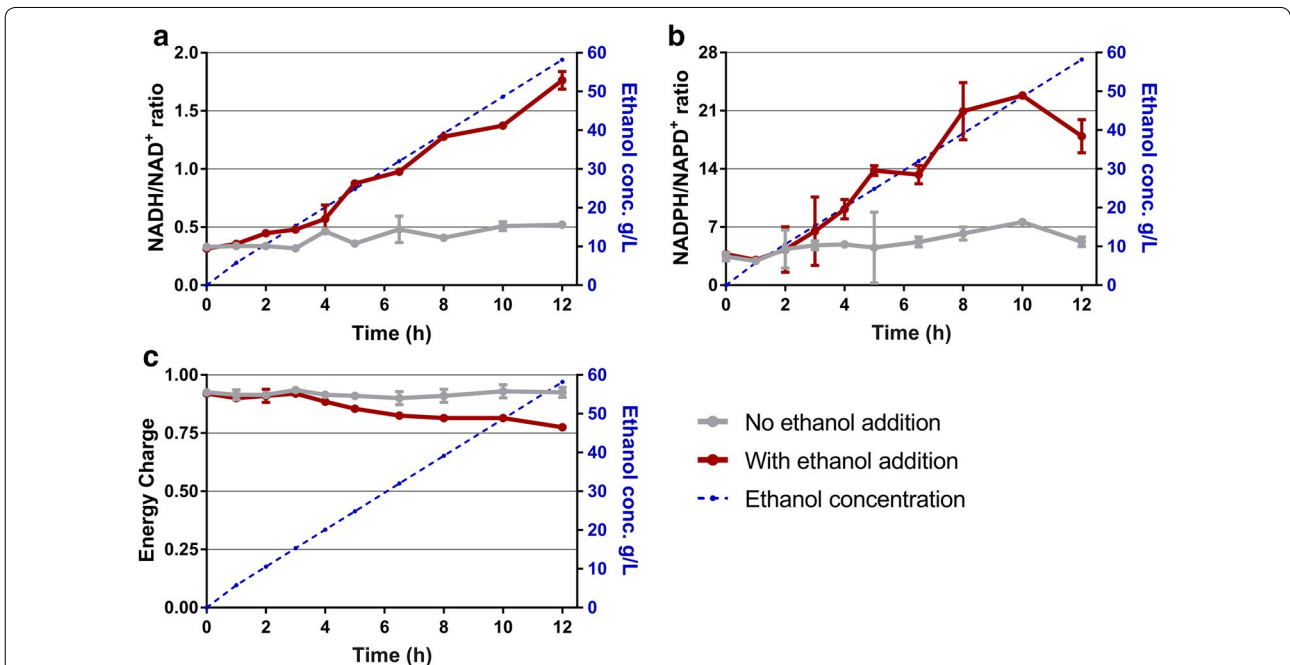 a
2.0
1.5
1.0
0.5
0.0
NADH/NAD+ ratio
60
50
40
30
20
10
0
Ethanol conc. g/L
0 2 4 6 8 10 12
Time (h)
b
28
21
14
7
0
NADPH/NAPD+ ratio
60
50
40
30
20
10
0
Ethanol conc. g/L
0 2 4 6 8 10 12
Time (h)
c
1.00
0.75
0.50
0.25
0.00
Energy Charge
60
50
40
30
20
10
0
Ethanol conc. g/L
0 2 4 6 8 10 12
Time (h)
No ethanol addition
With ethanol addition
Ethanol concentration